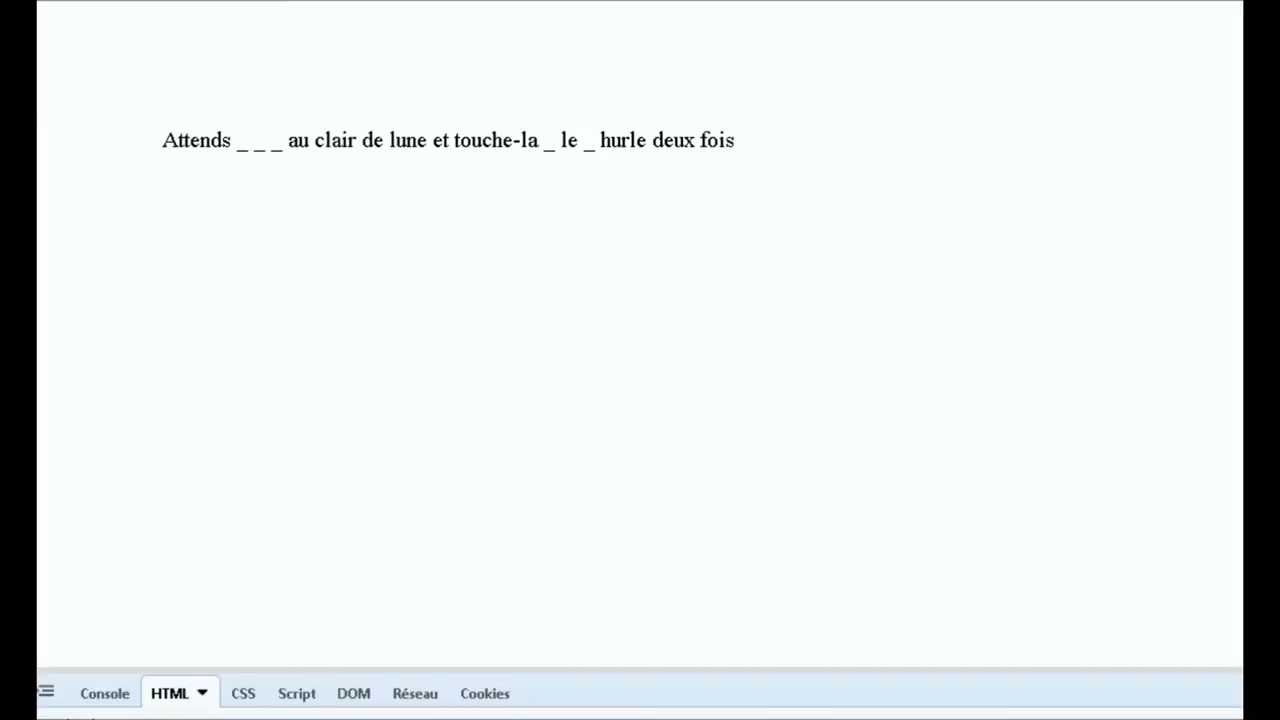 Attends _ _ _ au clair de lune et touche-la _ le _ hurle deux fois
Console HTML CSS Script DOM Réseau Cookies